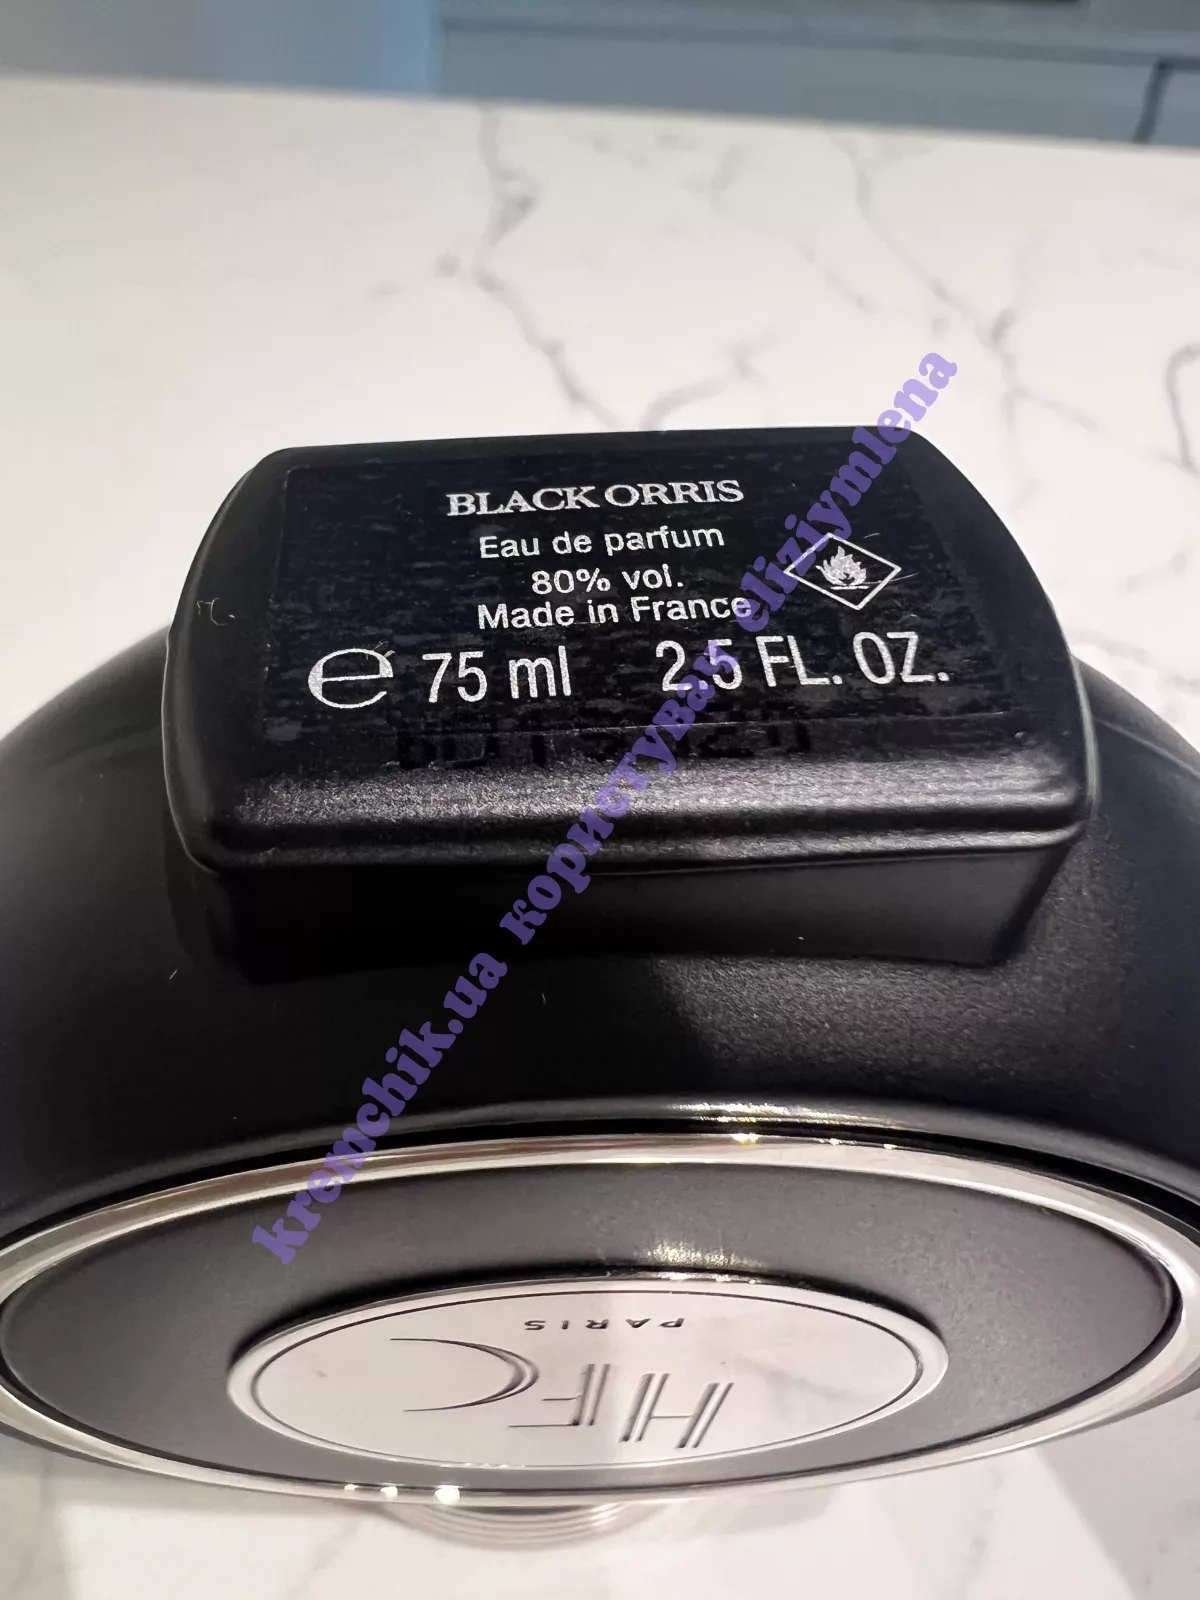 BLACK ORRIS
Eau de parfum
80% vol.
Made in France
℮ 75 ml 2.5 FL. OZ.
kremchik.ua користувач eliziymlena
PARIS
HFC